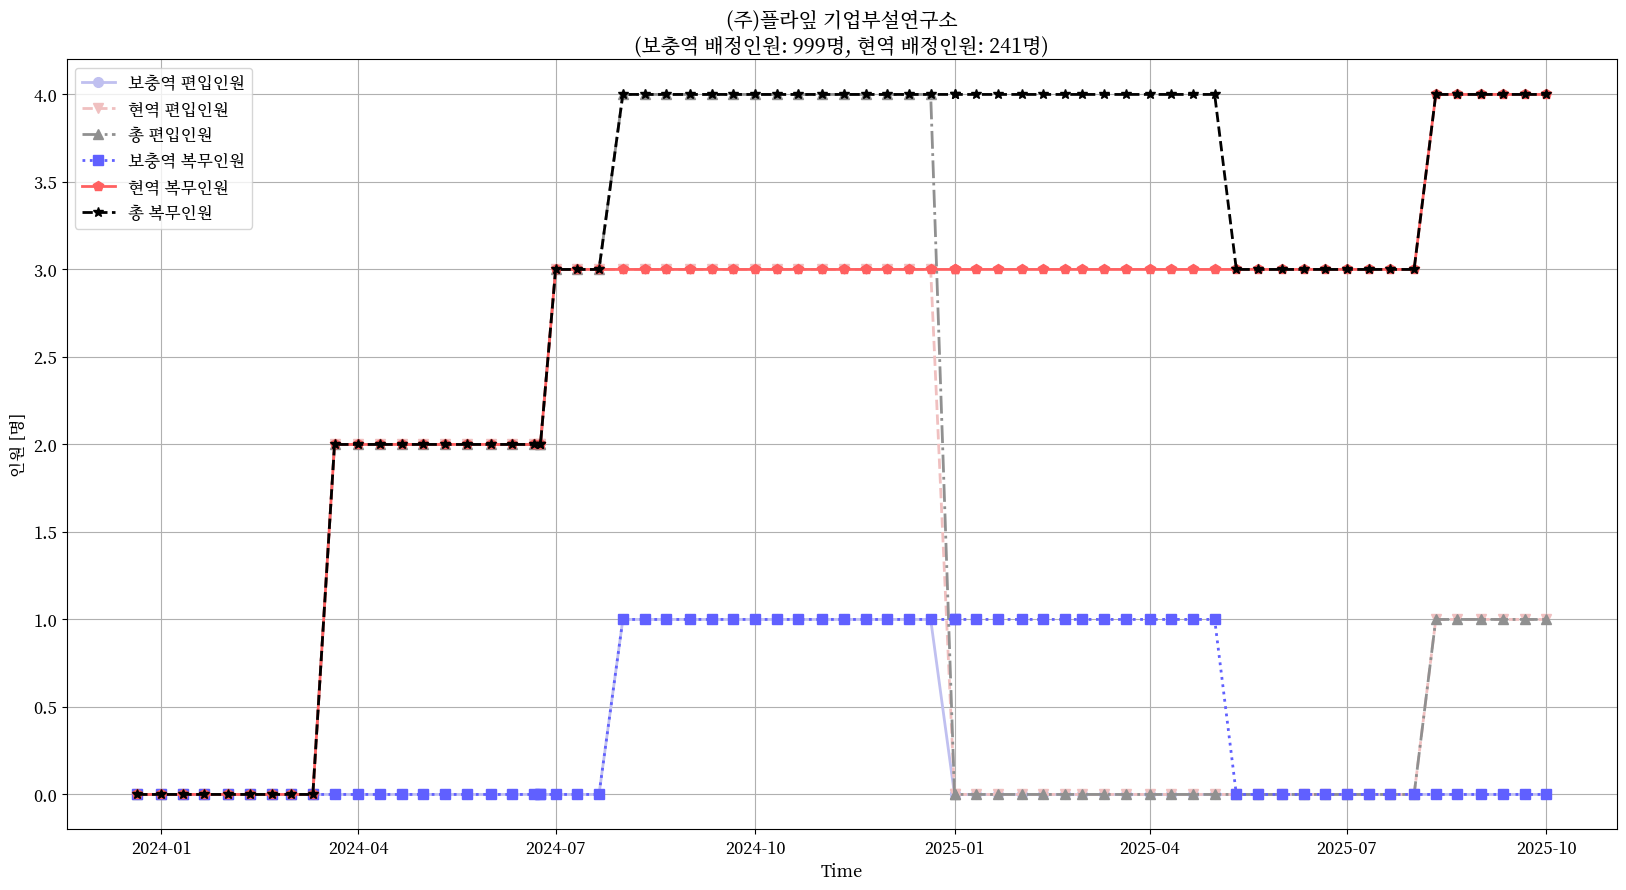 (주)플라잎 기업부설연구소
(보충역 배정인원: 999명, 현역 배정인원: 241명)
보충역 편입인원
현역 편입인원
총 편입인원
보충역 복무인원
현역 복무인원
총 복무인원
인원 [명]
4.0
3.5
3.0
2.5
2.0
1.5
1.0
0.5
0.0
2024-01
2024-04
2024-07
2024-10
2025-01
2025-04
2025-07
2025-10
Time